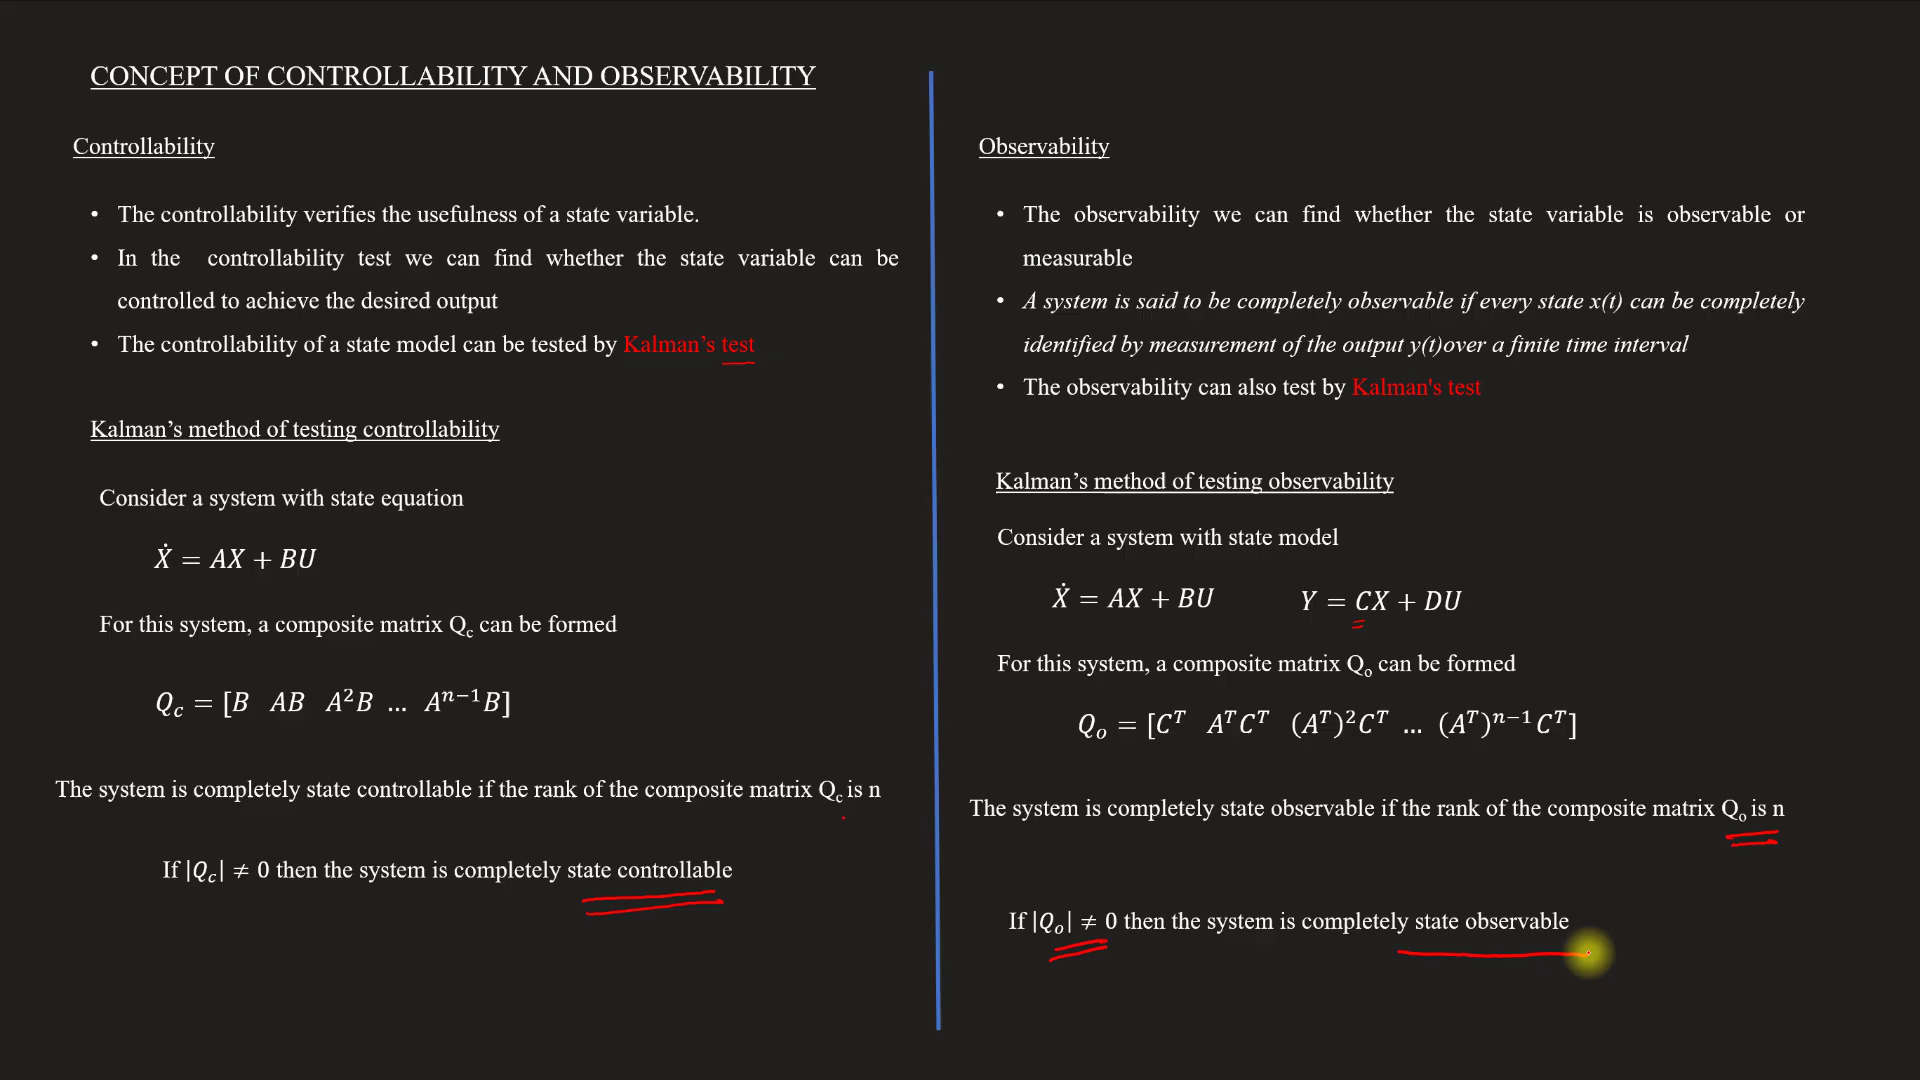 CONCEPT OF CONTROLLABILITY AND OBSERVABILITY
Controllability
• The controllability verifies the usefulness of a state variable.
• In the controllability test we can find whether the state variable can be
controlled to achieve the desired output
• The controllability of a state model can be tested by Kalman’s test
Kalman’s method of testing controllability
Consider a system with state equation
Ẋ = AX + BU
For this system, a composite matrix Q_c can be formed
Q_c = [B AB A²B … Aⁿ⁻¹B]
The system is completely state controllable if the rank of the composite matrix Q_c is n
If |Q_c| ≠ 0 then the system is completely state controllable
Observability
• The observability we can find whether the state variable is observable or
measurable
• A system is said to be completely observable if every state x(t) can be completely
identified by measurement of the output y(t)over a finite time interval
• The observability can also test by Kalman's test
Kalman’s method of testing observability
Consider a system with state model
Ẋ = AX + BU Y = CX + DU
For this system, a composite matrix Q_o can be formed
Q_o = [Cᵀ AᵀCᵀ (Aᵀ)²Cᵀ … (Aᵀ)ⁿ⁻¹Cᵀ]
The system is completely state observable if the rank of the composite matrix Q_o is n
If |Q_o| ≠ 0 then the system is completely state observable